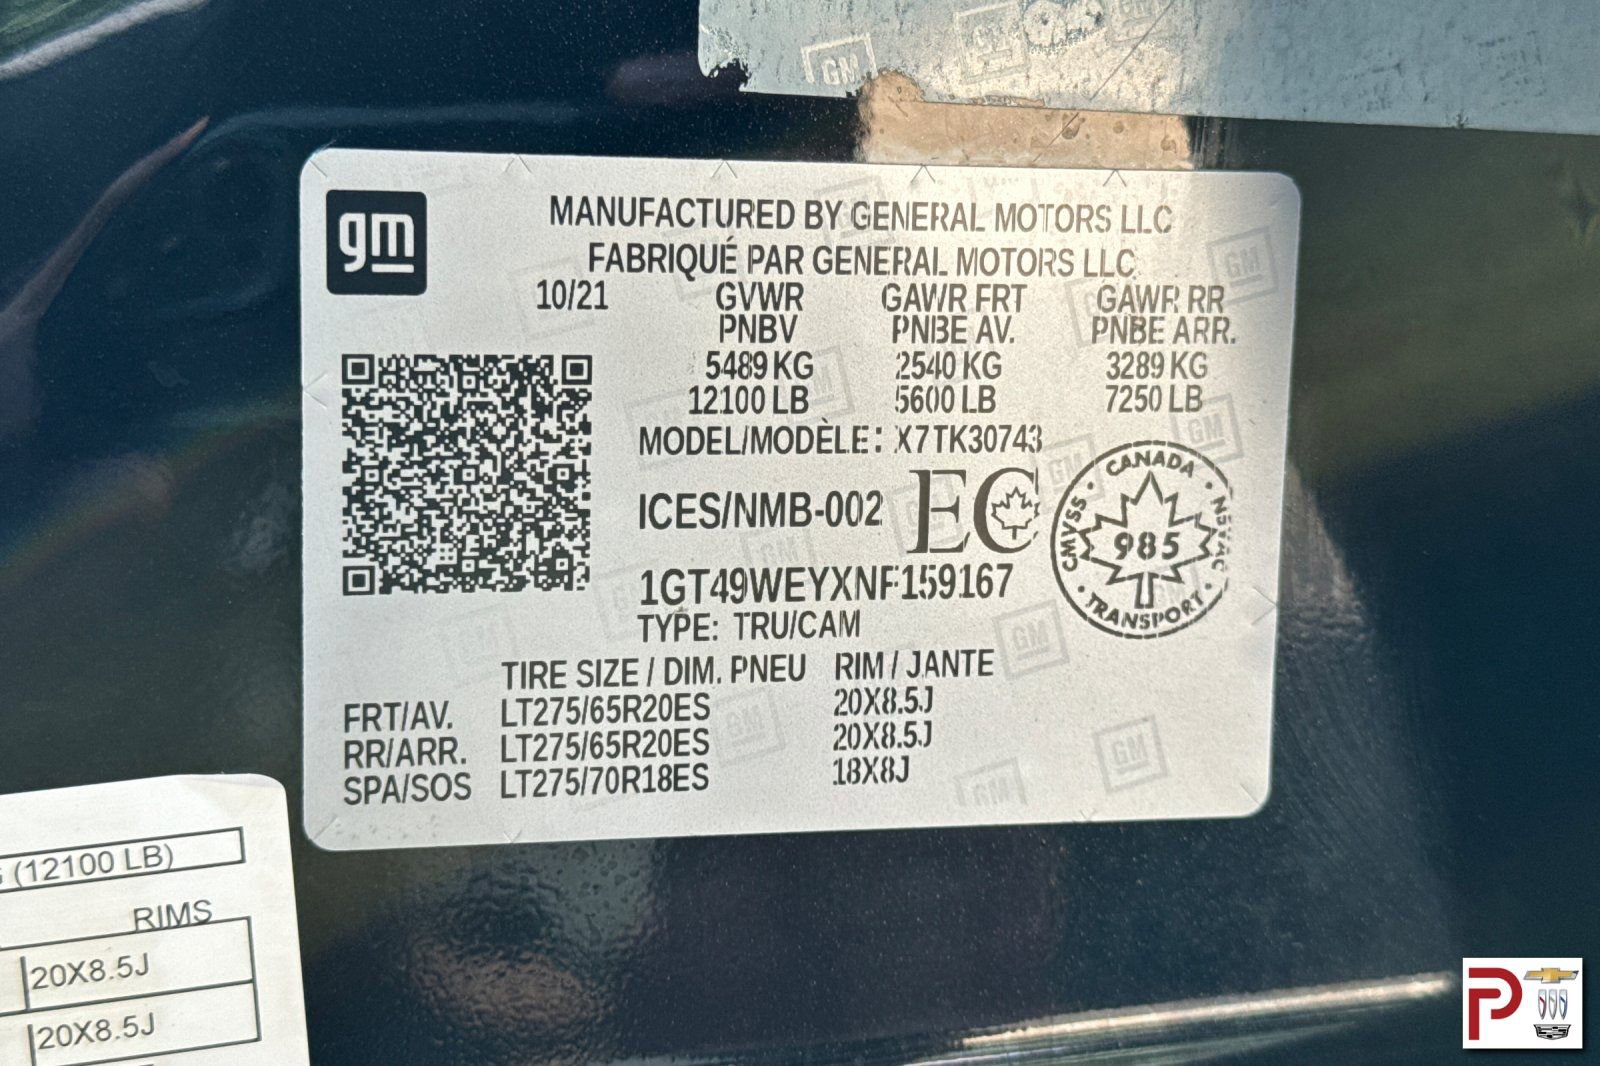 gm
MANUFACTURED BY GENERAL MOTORS LLC
FABRIQUÉ PAR GENERAL MOTORS LLC
10/21 GVWR GAWR FRT GAWR RR
PNBV PNBE AV. PNBE ARR.
5489 KG 2540 KG 3289 KG
12100 LB 5600 LB 7250 LB
MODEL/MODÈLE: X7TK30743
ICES/NMB-002 EC
CANADA
CMVSS · NSVAC
985
TRANSPORT
1GT49WEYXNF159167
TYPE: TRU/CAM
TIRE SIZE / DIM. PNEU RIM / JANTE
FRT/AV. LT275/65R20ES 20X8.5J
RR/ARR. LT275/65R20ES 20X8.5J
SPA/SOS LT275/70R18ES 18X8J
(12100 LB)
RIMS
20X8.5J
20X8.5J
GM
P